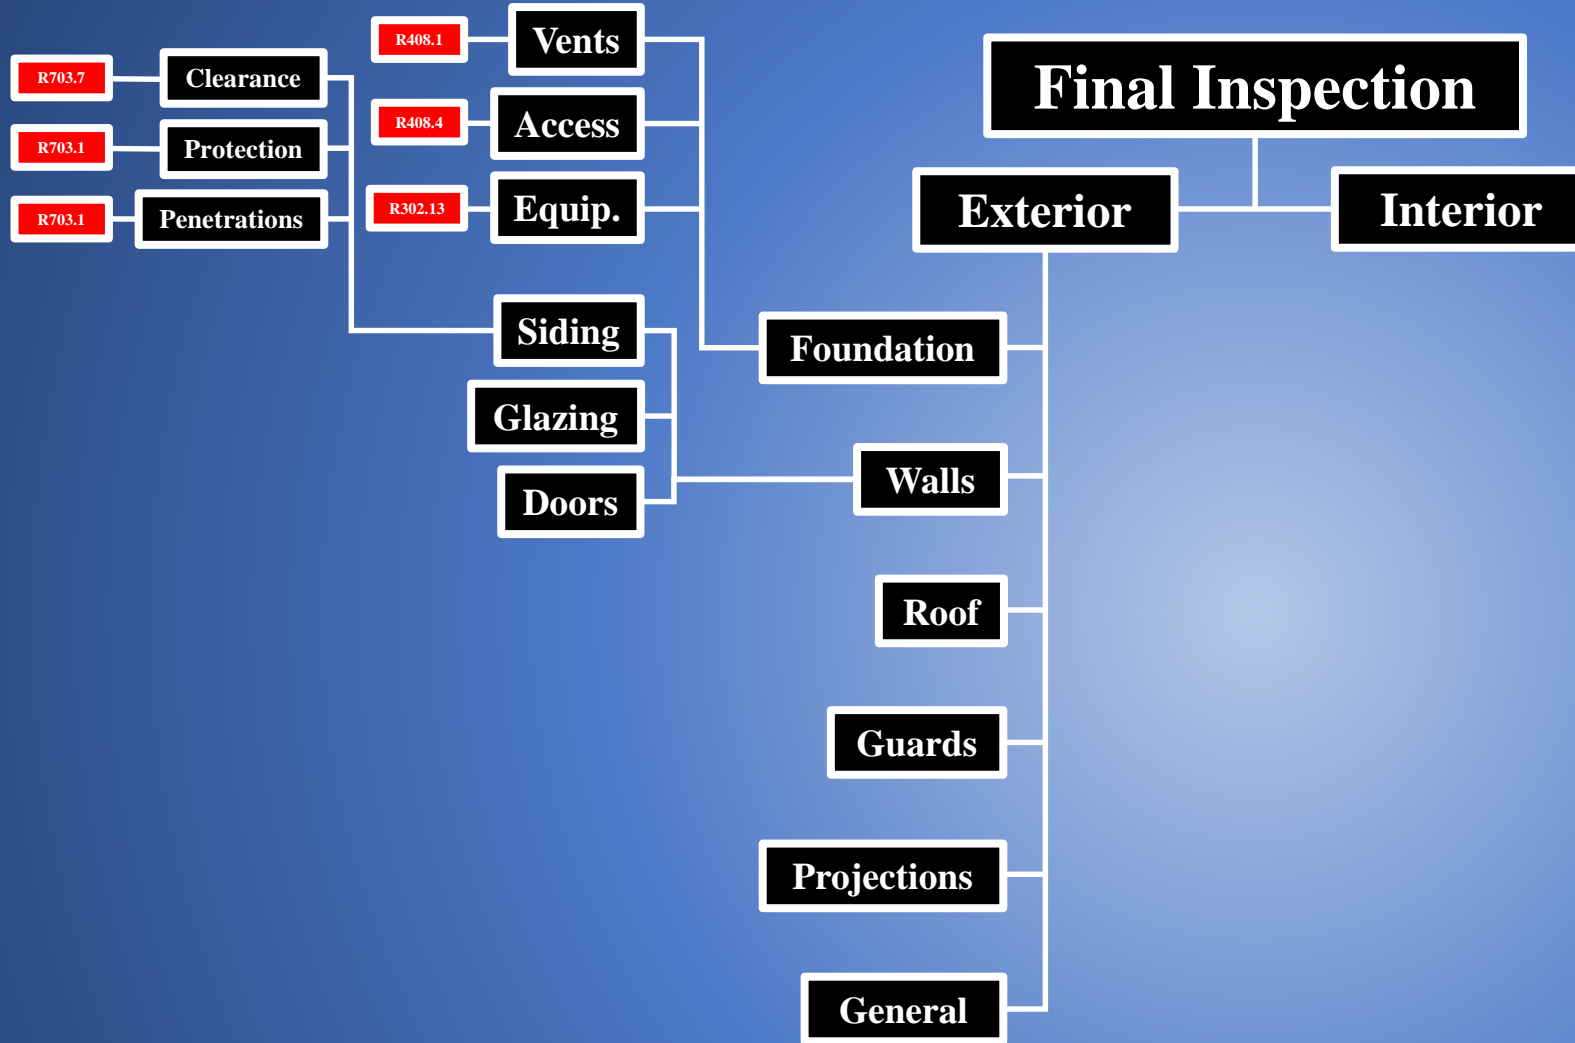 Final Inspection
Exterior
Interior
Foundation
Vents
R408.1
Access
R408.4
Equip.
R302.13
Walls
Siding
Clearance
R703.7
Protection
R703.1
Penetrations
R703.1
Glazing
Doors
Roof
Guards
Projections
General